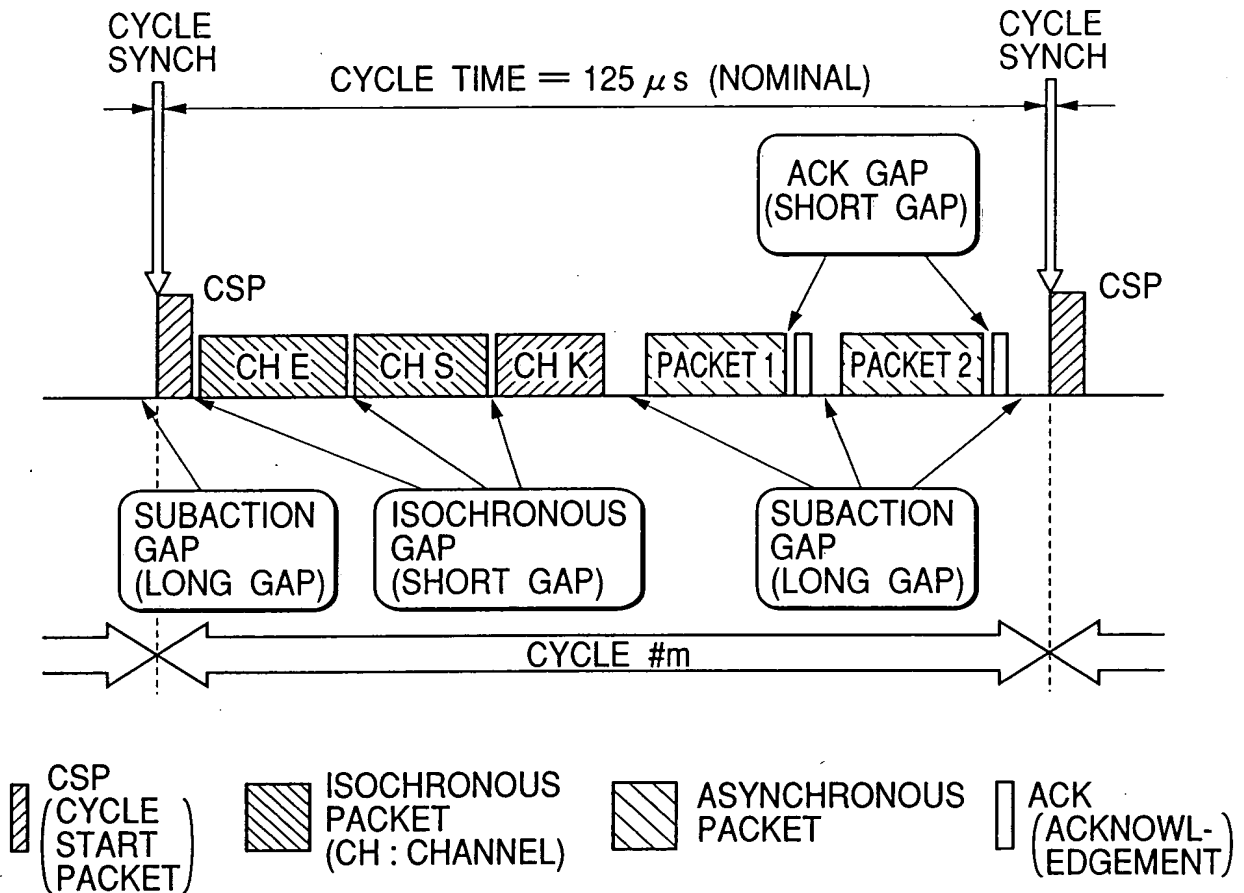 CYCLE
SYNCH
CYCLE TIME = 125 μs (NOMINAL)
CYCLE
SYNCH
ACK GAP
(SHORT GAP)
CSP
CSP
CH E
CH S
CH K
PACKET 1
PACKET 2
SUBACTION
GAP
(LONG GAP)
ISOCHRONOUS
GAP
(SHORT GAP)
SUBACTION
GAP
(LONG GAP)
CYCLE #m
CSP
(CYCLE
START
PACKET)
ISOCHRONOUS
PACKET
(CH : CHANNEL)
ASYNCHRONOUS
PACKET
ACK
(ACKNOWL-
EDGEMENT)